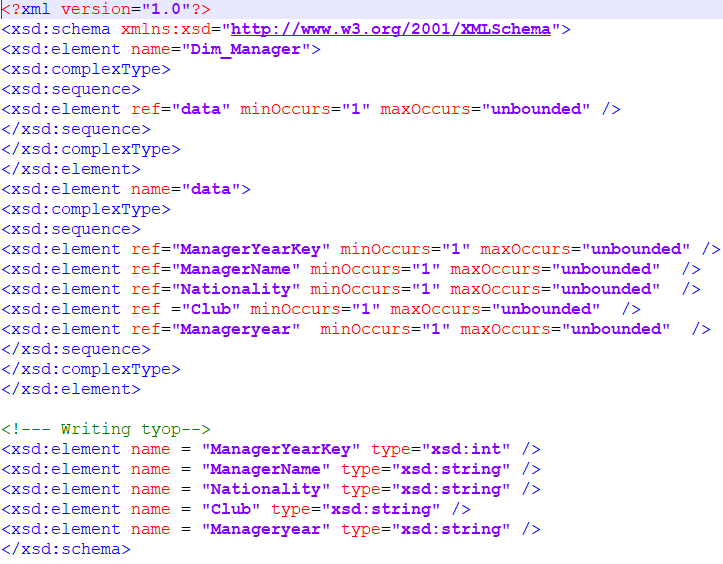 <?xml version="1.0"?>
<xsd:schema xmlns:xsd="http://www.w3.org/2001/XMLSchema">
<xsd:element name="Dim_Manager">
<xsd:complexType>
<xsd:sequence>
<xsd:element ref="data" minOccurs="1" maxOccurs="unbounded" />
</xsd:sequence>
</xsd:complexType>
</xsd:element>
<xsd:element name="data">
<xsd:complexType>
<xsd:sequence>
<xsd:element ref="ManagerYearKey" minOccurs="1" maxOccurs="unbounded" />
<xsd:element ref="ManagerName" minOccurs="1" maxOccurs="unbounded"  />
<xsd:element ref="Nationality" minOccurs="1" maxOccurs="unbounded"  />
<xsd:element ref ="Club" minOccurs="1" maxOccurs="unbounded"  />
<xsd:element ref="Manageryear"  minOccurs="1" maxOccurs="unbounded"  />
</xsd:sequence>
</xsd:complexType>
</xsd:element>
<!--- Writing tyop-->
<xsd:element name = "ManagerYearKey" type="xsd:int" />
<xsd:element name = "ManagerName" type="xsd:string" />
<xsd:element name = "Nationality" type="xsd:string" />
<xsd:element name = "Club" type="xsd:string" />
<xsd:element name = "Manageryear" type="xsd:string" />
</xsd:schema>